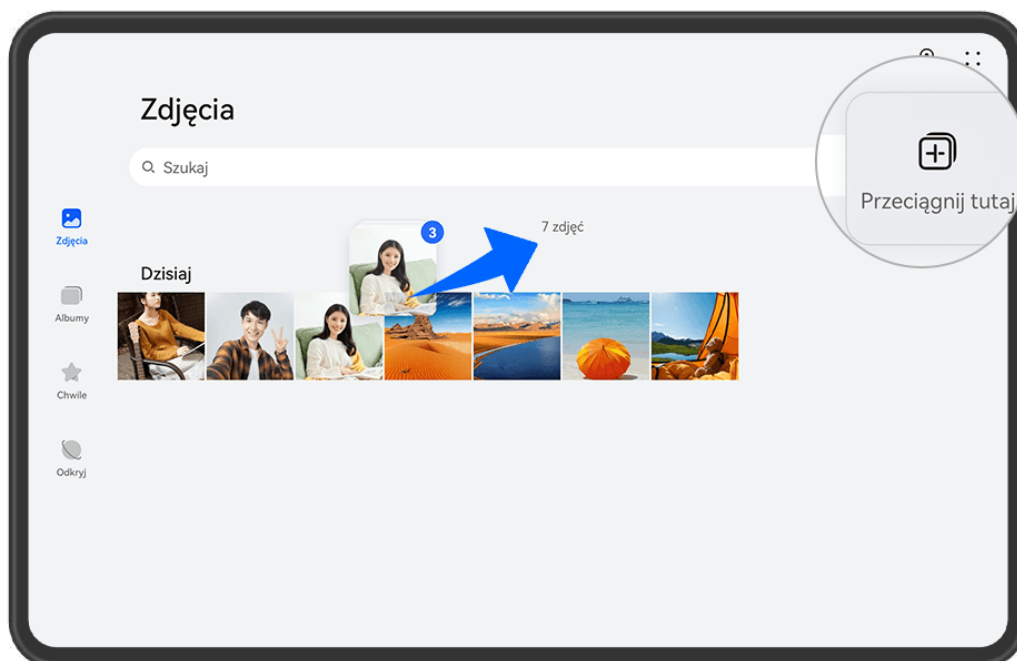 Zdjęcia
Szukaj
Przeciągnij tutaj
Zdjęcia
Albumy
Chwile
Odkryj
3
7 zdjęć
Dzisiaj